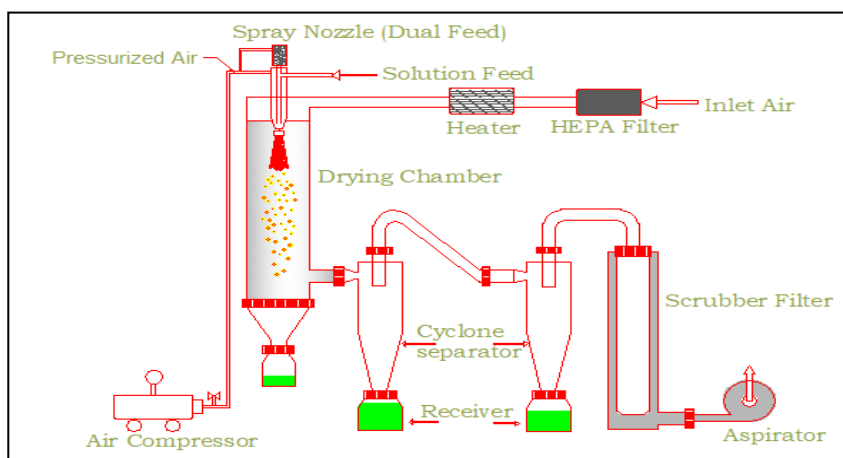 Spray Nozzle (Dual Feed)
Pressurized Air
Solution Feed
Inlet Air
Heater
HEPA Filter
Drying Chamber
Scrubber Filter
Cyclone
separator
Receiver
Air Compressor
Aspirator